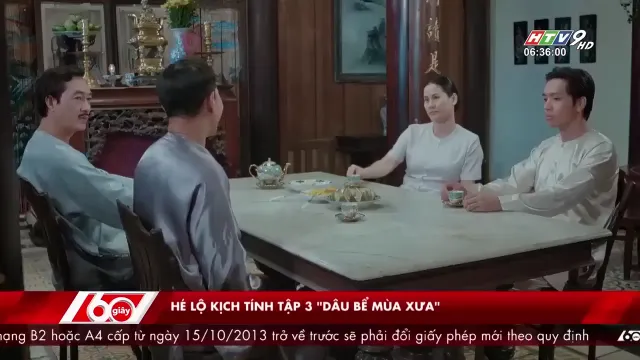 HTV9 HD
06:36:00
60 giây
HÉ LỘ KỊCH TÍNH TẬP 3 "DÂU BỂ MÙA XƯA"
hạng B2 hoặc A4 cấp từ ngày 15/10/2013 trở về trước sẽ phải đổi giấy phép mới theo quy định